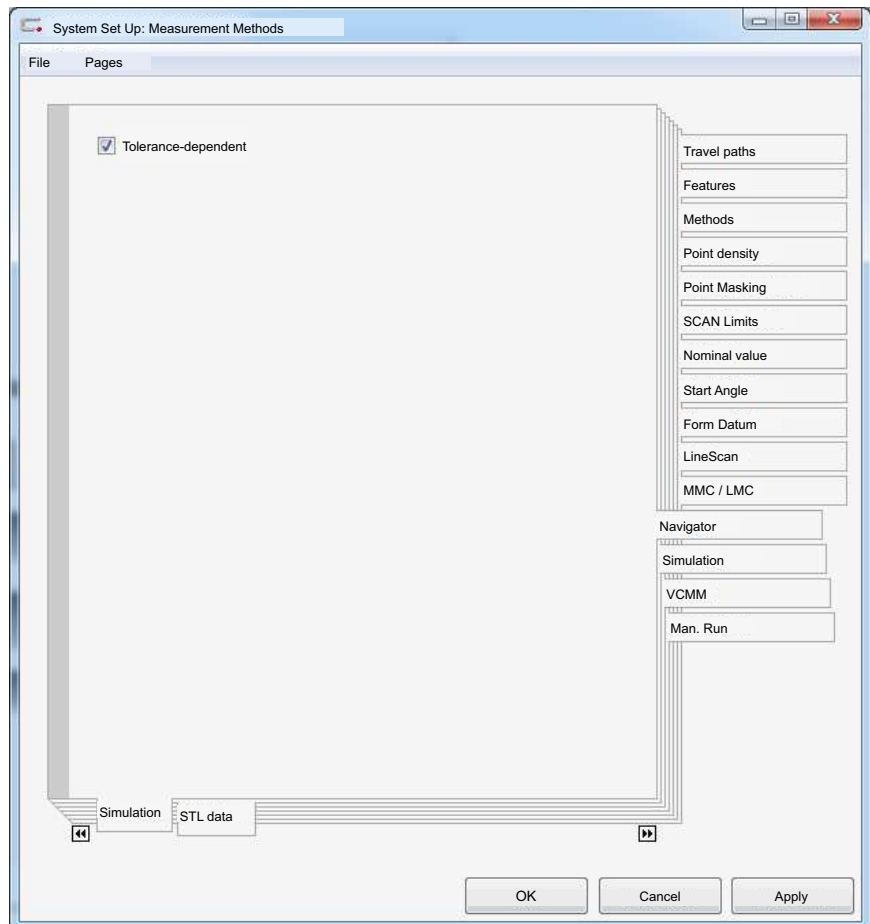 System Set Up: Measurement Methods
File Pages
Tolerance-dependent
Travel paths
Features
Methods
Point density
Point Masking
SCAN Limits
Nominal value
Start Angle
Form Datum
LineScan
MMC / LMC
Navigator
Simulation
VCMM
Man. Run
Simulation STL data
OK Cancel Apply